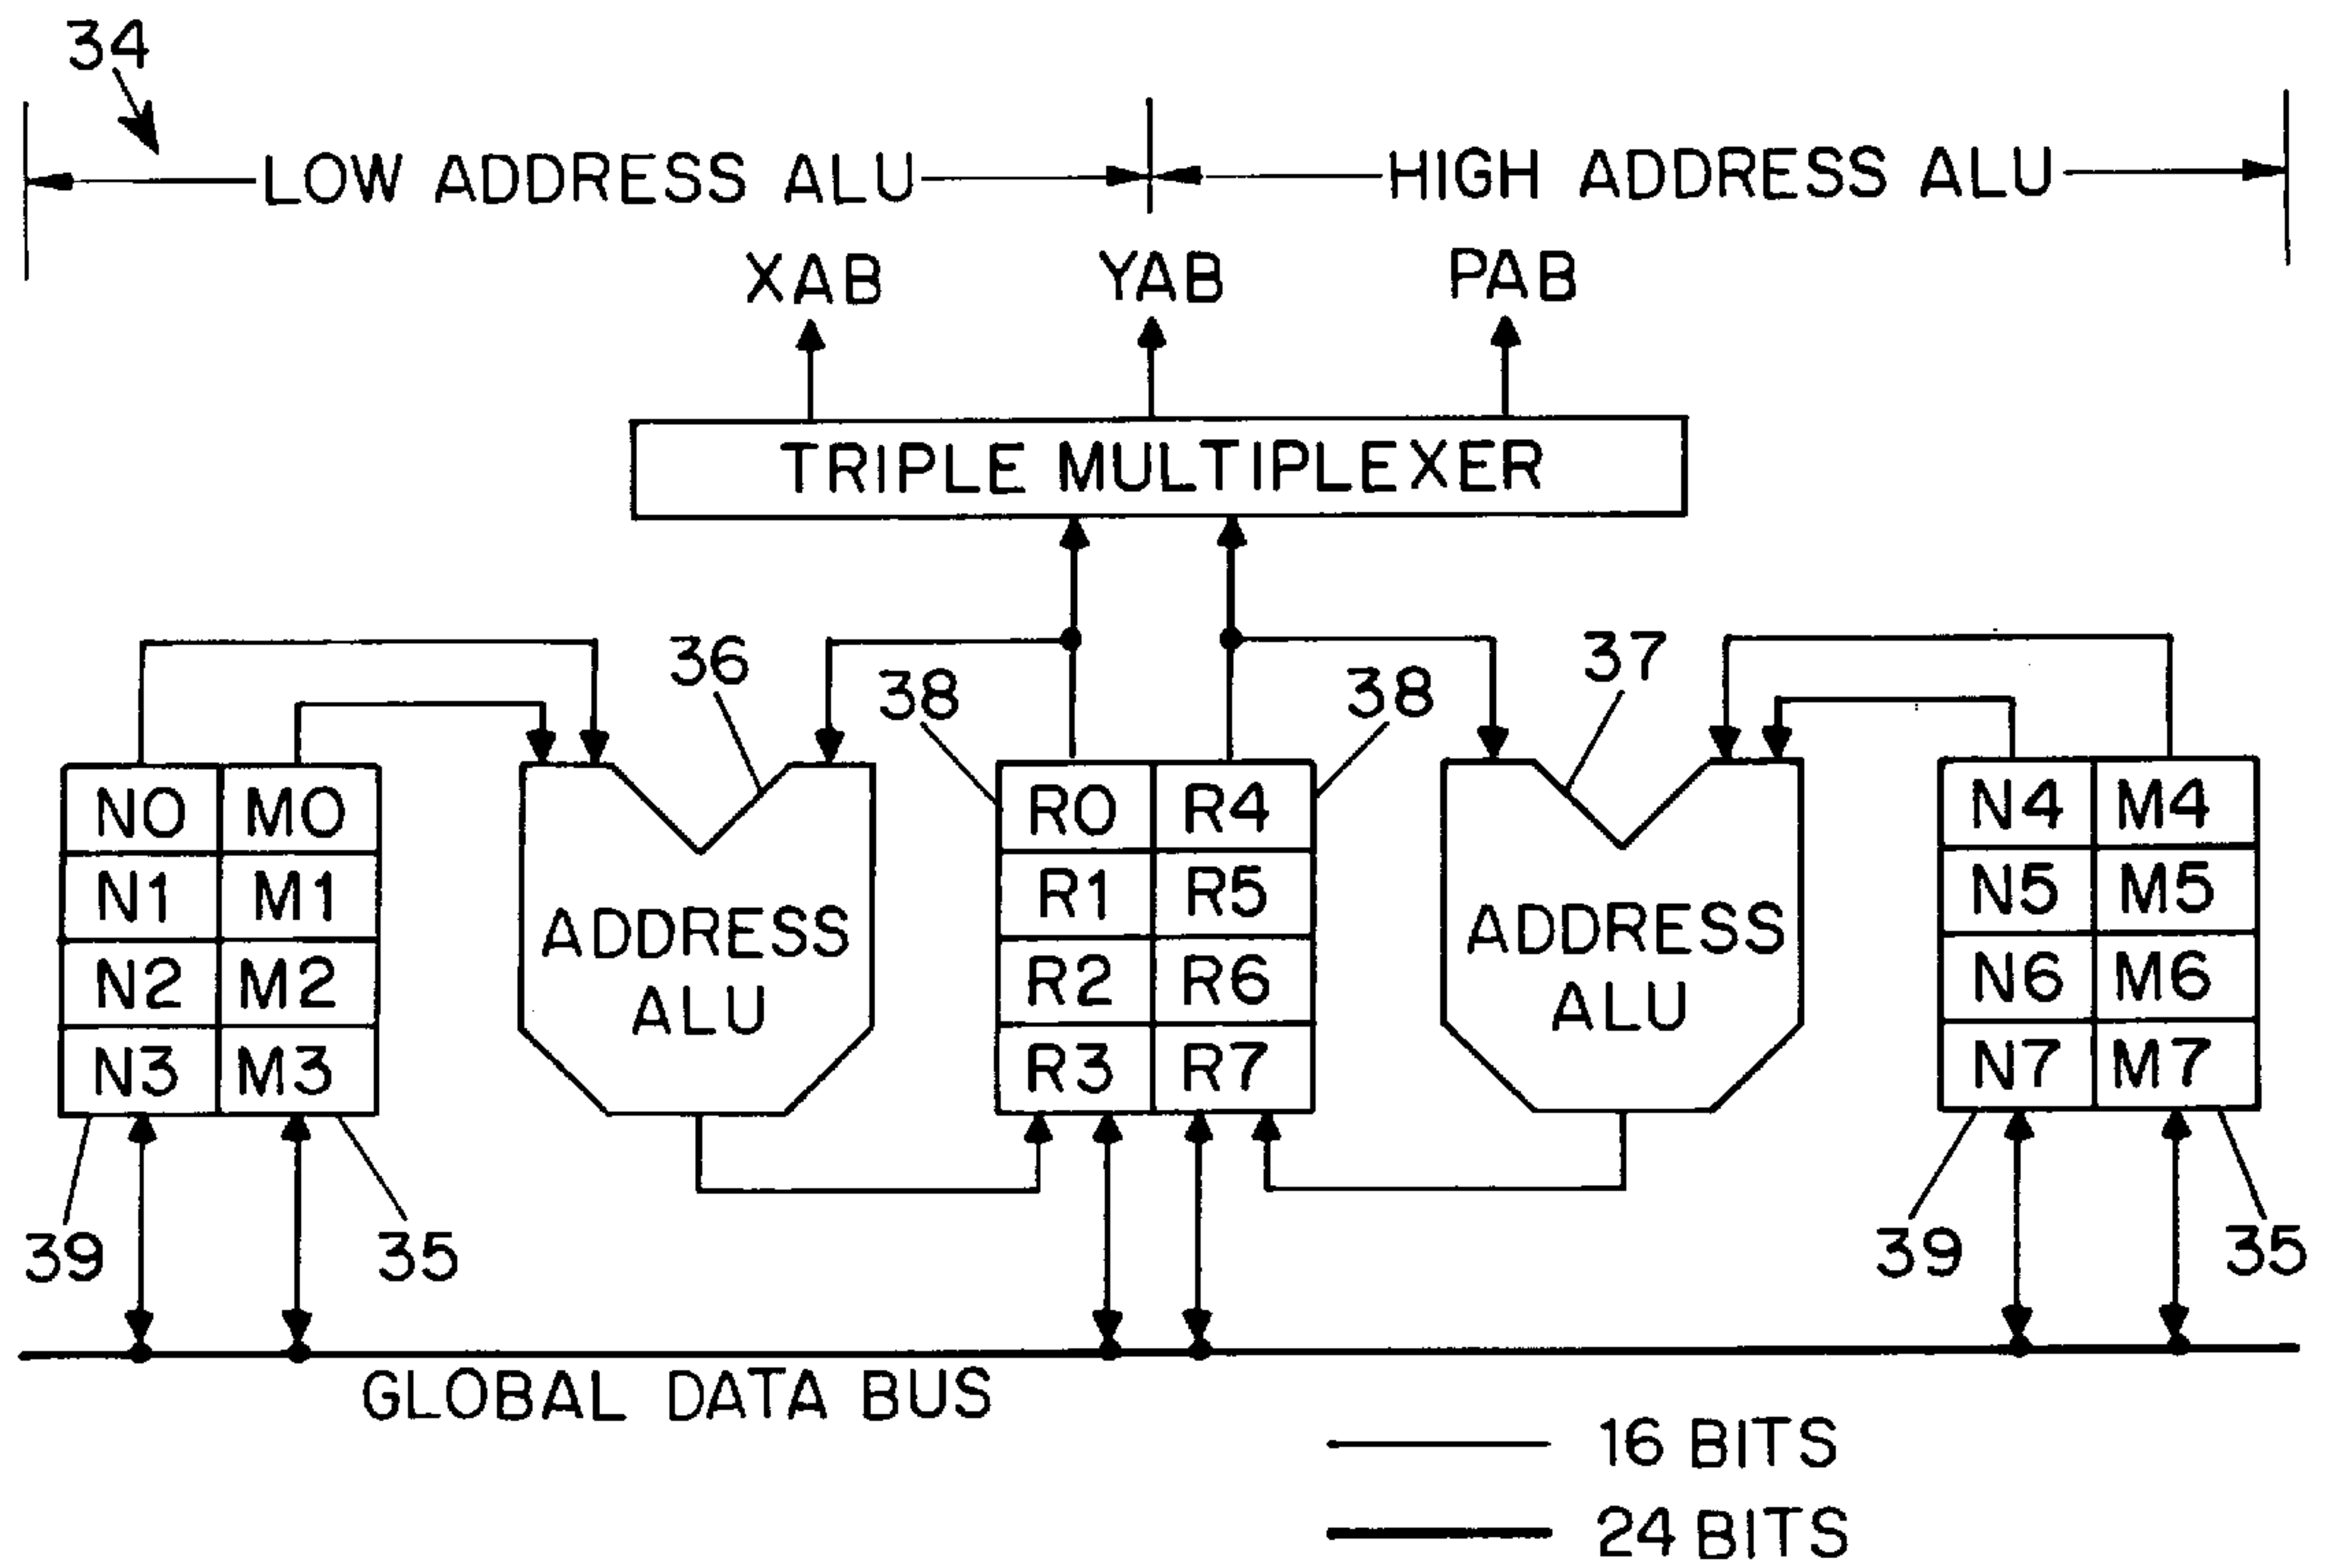 34
LOW ADDRESS ALU
HIGH ADDRESS ALU
XAB
YAB
PAB
TRIPLE MULTIPLEXER
36
38
38
37
N0 M0
N1 M1
N2 M2
N3 M3
ADDRESS
ALU
R0 R4
R1 R5
R2 R6
R3 R7
ADDRESS
ALU
N4 M4
N5 M5
N6 M6
N7 M7
39
35
39
35
GLOBAL DATA BUS
16 BITS
24 BITS